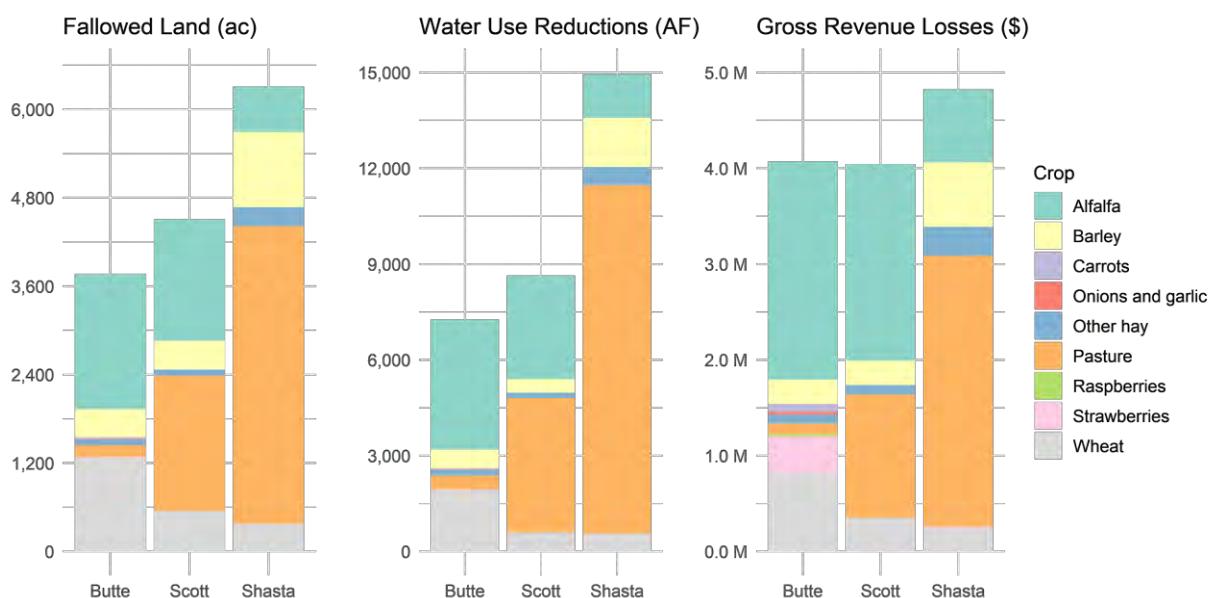 Fallowed Land (ac)
6,000
4,800
3,600
2,400
1,200
0
Butte Scott Shasta
Water Use Reductions (AF)
15,000
12,000
9,000
6,000
3,000
0
Butte Scott Shasta
Gross Revenue Losses ($)
5.0 M
4.0 M
3.0 M
2.0 M
1.0 M
0.0 M
Butte Scott Shasta
Crop
Alfalfa
Barley
Carrots
Onions and garlic
Other hay
Pasture
Raspberries
Strawberries
Wheat